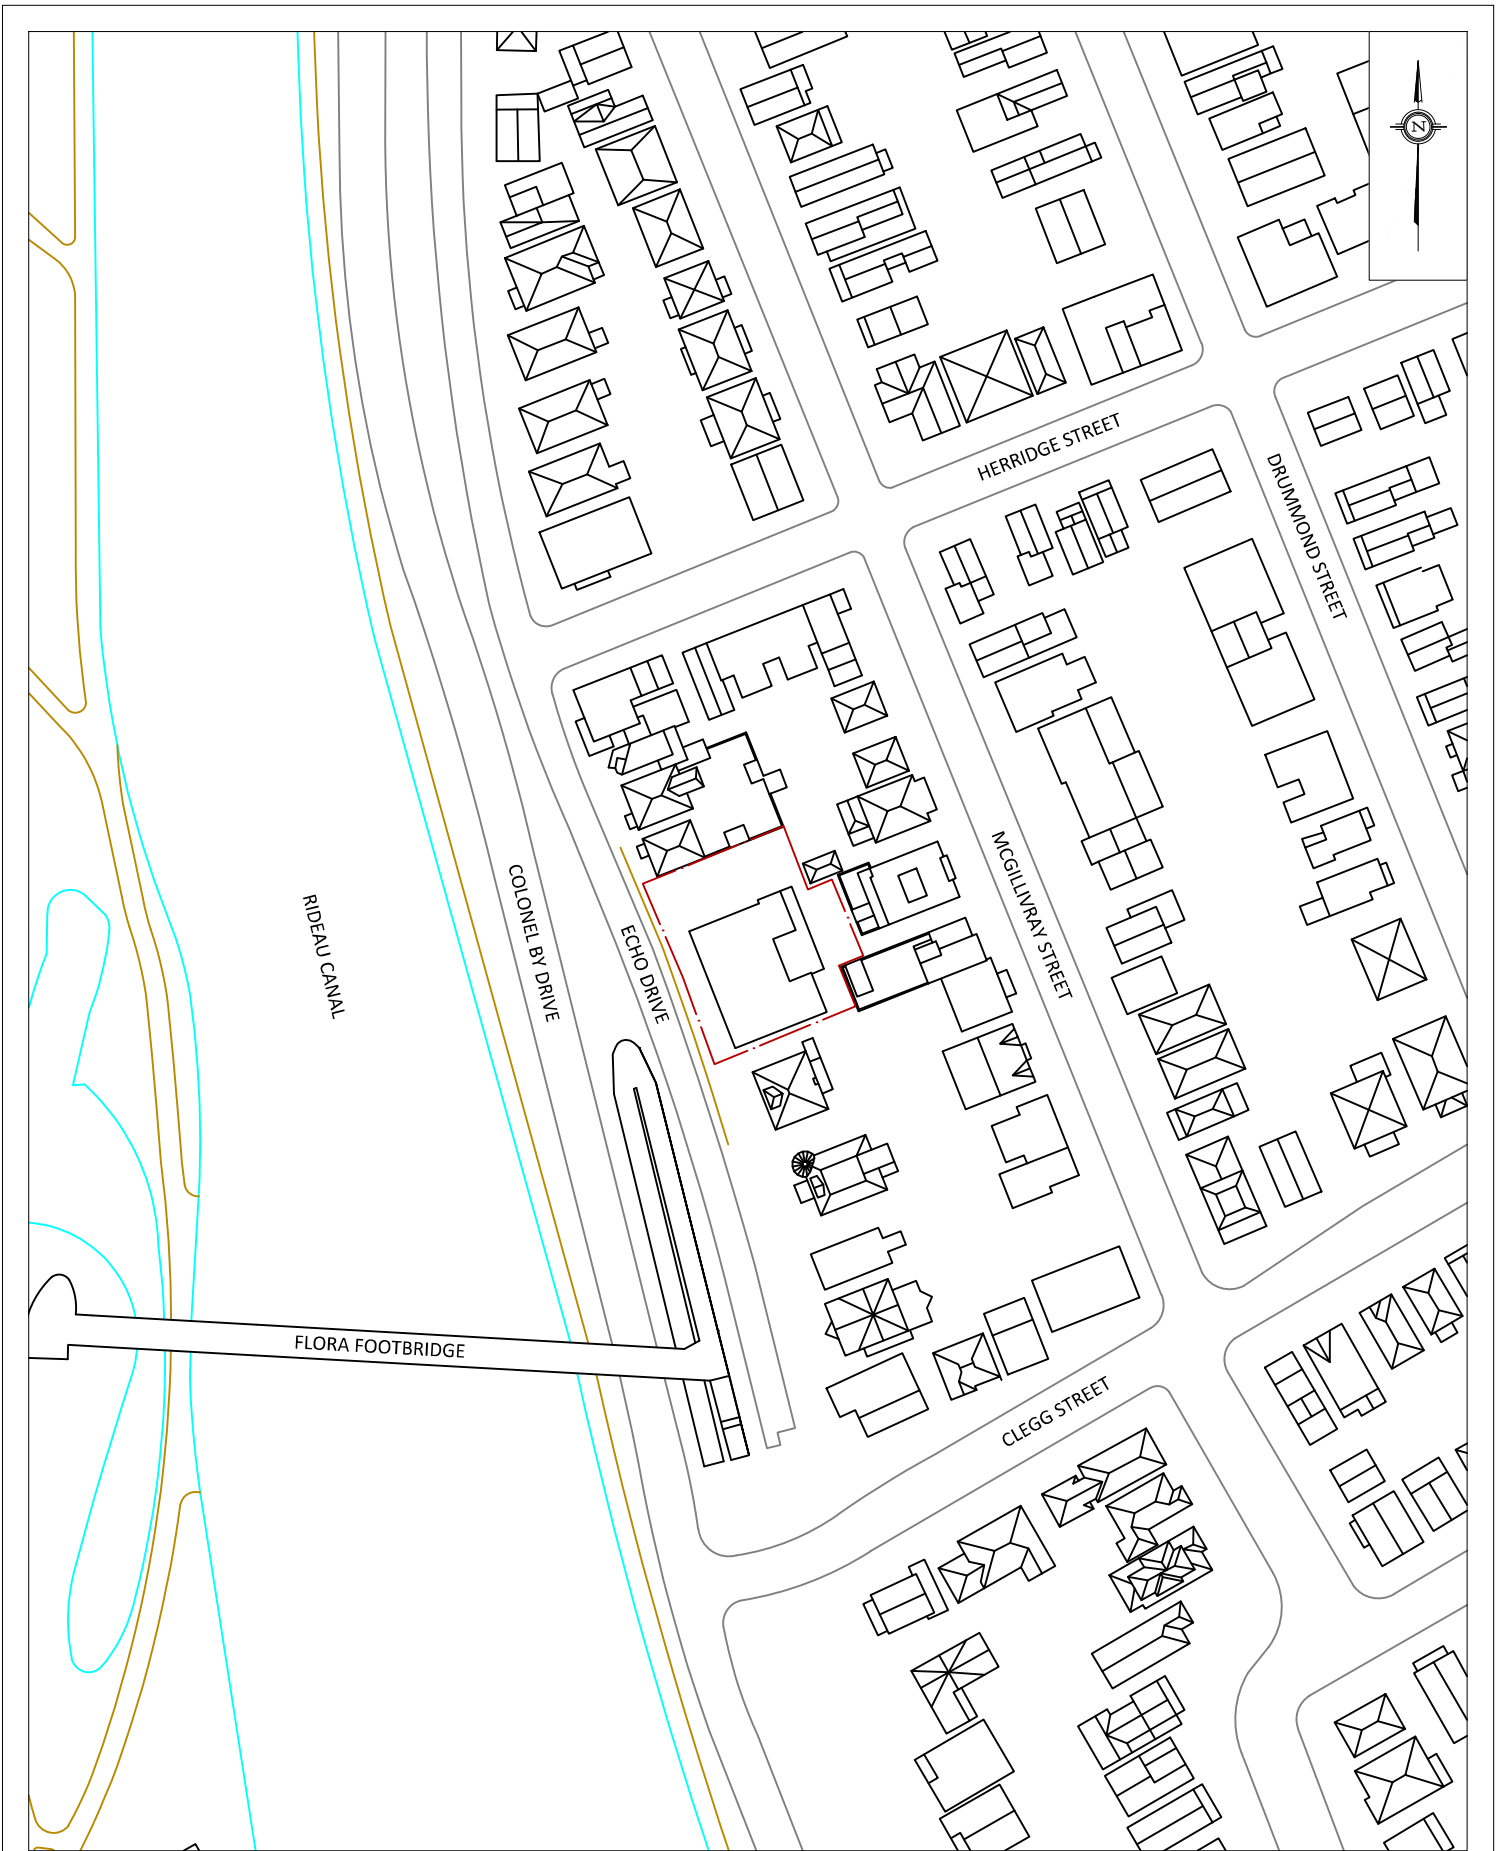 N
HERRIDGE STREET
DRUMMOND STREET
MCGILLIVRAY STREET
COLONEL BY DRIVE
ECHO DRIVE
RIDEAU CANAL
FLORA FOOTBRIDGE
CLEGG STREET